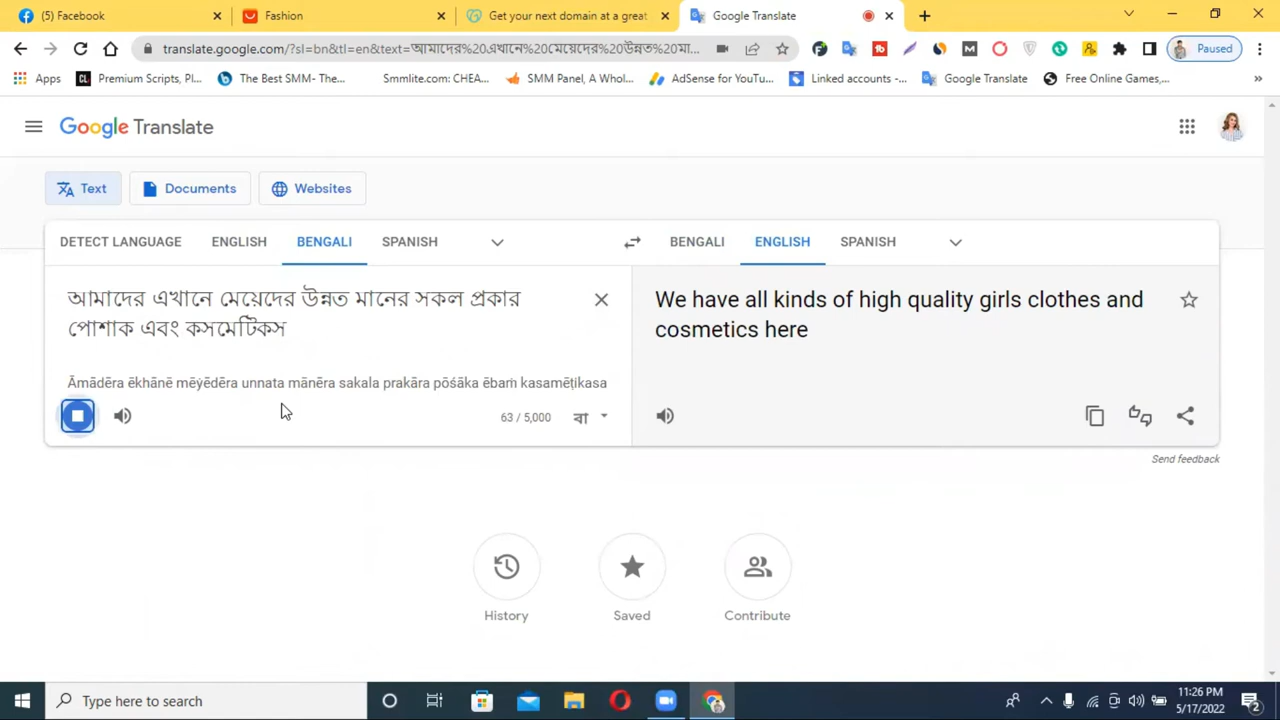 (5) Facebook
Fashion
Get your next domain at a great
Google Translate
translate.google.com/?sl=bn&tl=en&text=আমাদের%20এখানে%20মেয়েদের%20উন্নত%20মা...
Paused
Apps
Premium Scripts, Pl...
The Best SMM- The...
Smmlite.com: CHEA...
SMM Panel, A Whol...
AdSense for YouTu...
Linked accounts -...
Google Translate
Free Online Games,...
Google Translate
Text
Documents
Websites
DETECT LANGUAGE
ENGLISH
BENGALI
SPANISH
BENGALI
ENGLISH
SPANISH
আমাদের এখানে মেয়েদের উন্নত মানের সকল প্রকার
পোশাক এবং কসমেটিকস
Āmādēra ēkhānē mēẏēdēra unnata mānēra sakala prakāra pōśāka ēbaṁ kasamēṭikasa
63 / 5,000
বা
We have all kinds of high quality girls clothes and
cosmetics here
Send feedback
History
Saved
Contribute
Type here to search
11:26 PM
5/17/2022
2